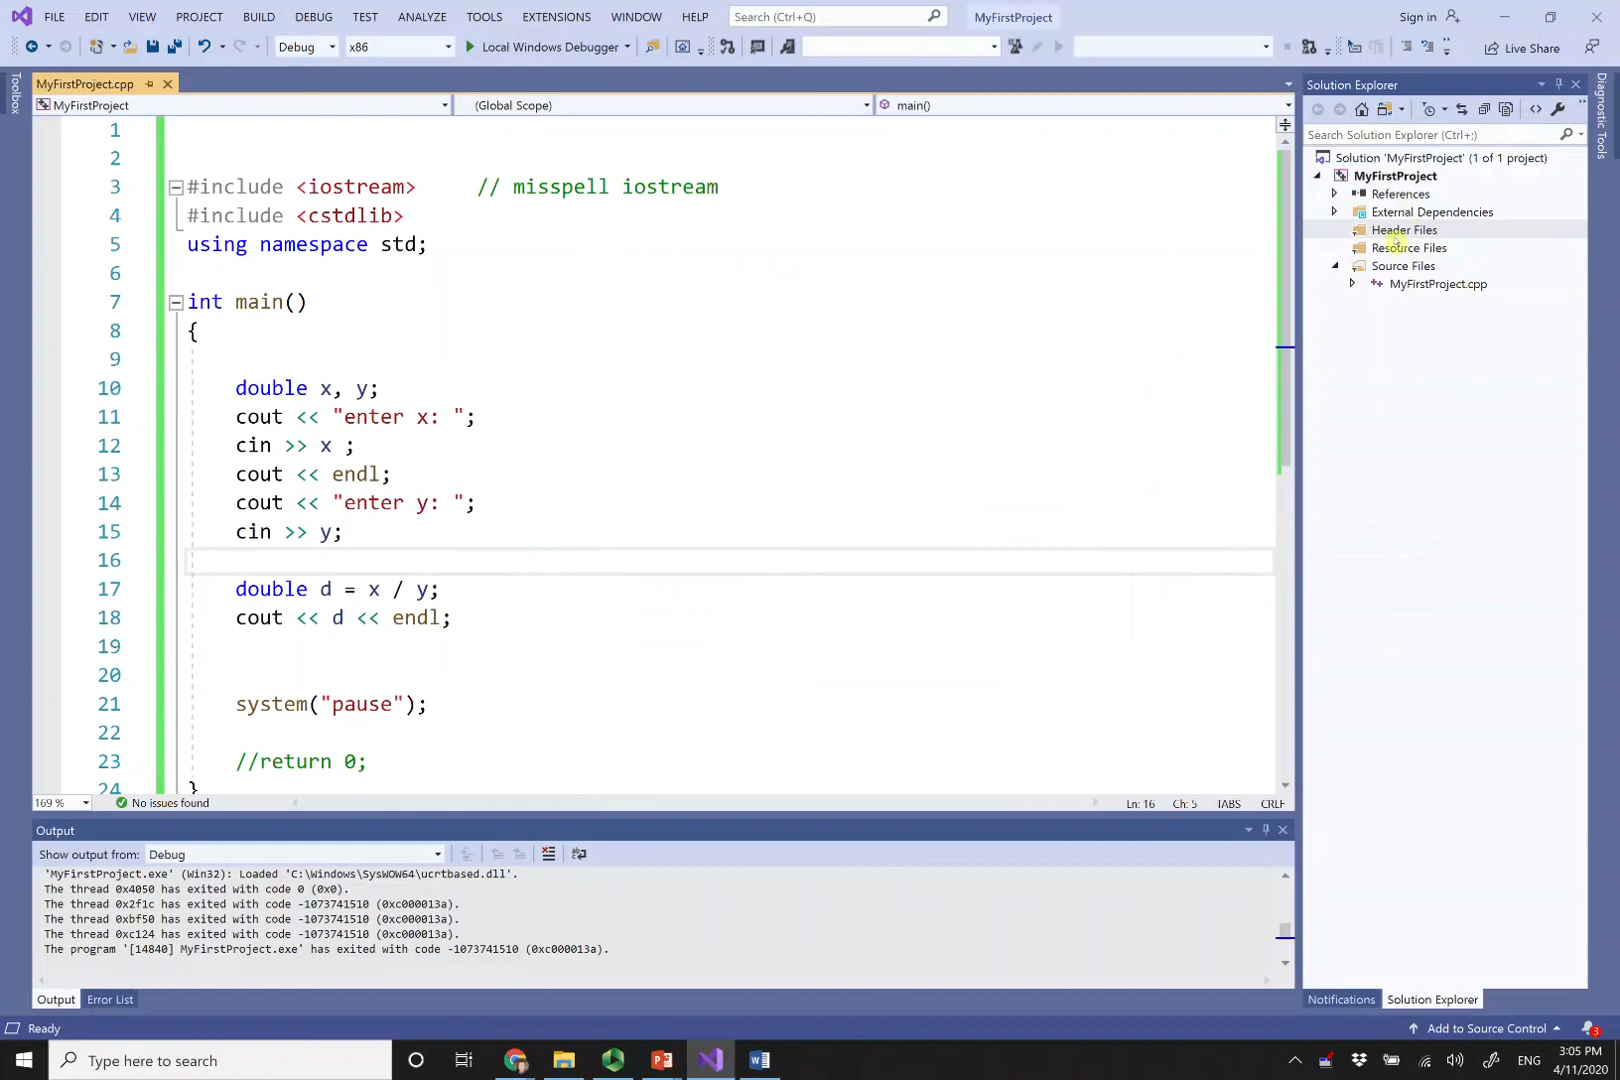 FILE EDIT VIEW PROJECT BUILD DEBUG TEST ANALYZE TOOLS EXTENSIONS WINDOW HELP Search (Ctrl+Q) MyFirstProject Sign in
Debug x86 Local Windows Debugger Live Share
Toolbox
MyFirstProject.cpp
MyFirstProject (Global Scope) main()
1
2
3 #include <iostream> // misspell iostream
4 #include <cstdlib>
5 using namespace std;
6
7 int main()
8 {
9
10 double x, y;
11 cout << "enter x: ";
12 cin >> x ;
13 cout << endl;
14 cout << "enter y: ";
15 cin >> y;
16
17 double d = x / y;
18 cout << d << endl;
19
20
21 system("pause");
22
23 //return 0;
24 }
169 % No issues found Ln: 16 Ch: 5 TABS CRLF
Output
Show output from: Debug
'MyFirstProject.exe' (Win32): Loaded 'C:\Windows\SysWOW64\ucrtbased.dll'.
The thread 0x4050 has exited with code 0 (0x0).
The thread 0x2f1c has exited with code -1073741510 (0xc000013a).
The thread 0xbf50 has exited with code -1073741510 (0xc000013a).
The thread 0xc124 has exited with code -1073741510 (0xc000013a).
The program '[14840] MyFirstProject.exe' has exited with code -1073741510 (0xc000013a).
Output Error List
Solution Explorer
Search Solution Explorer (Ctrl+;)
Solution 'MyFirstProject' (1 of 1 project)
MyFirstProject
References
External Dependencies
Header Files
Resource Files
Source Files
MyFirstProject.cpp
Notifications Solution Explorer
Diagnostic Tools
Ready Add to Source Control 3
Type here to search ENG 3:05 PM
4/11/2020